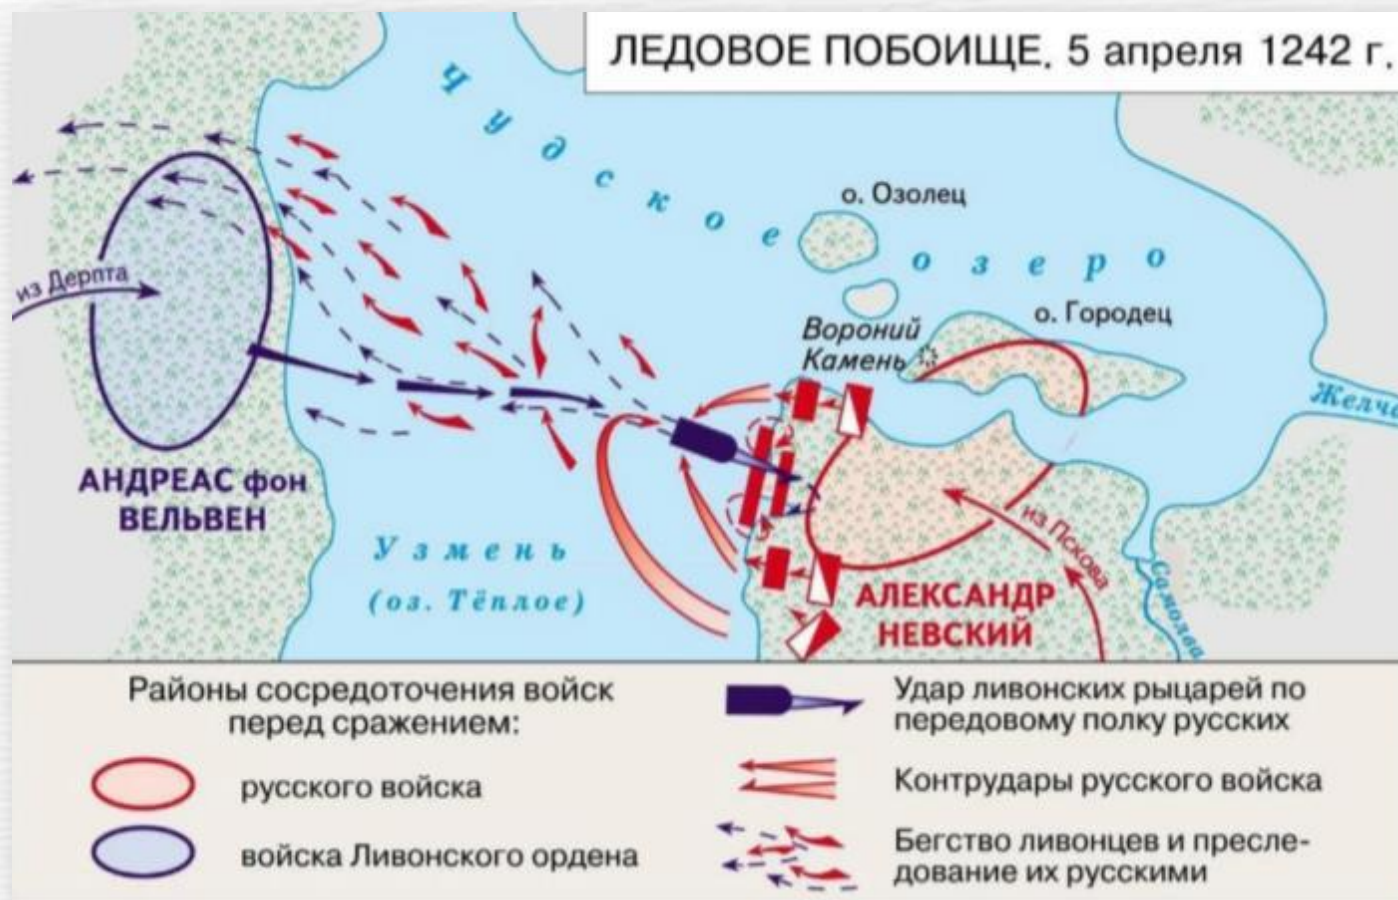 ЛЕДОВОЕ ПОБОИЩЕ, 5 апреля 1242 г.
Чудское озеро
о. Озолец
о. Городец
Вороний
Камень
из Дерпта
АНДРЕАС фон
ВЕЛЬВЕН
Узмень
(оз. Тёплое)
из Пскова
АЛЕКСАНДР
НЕВСКИЙ
Желча
Самолва
Районы сосредоточения войск
перед сражением:
русского войска
войска Ливонского ордена
Удар ливонских рыцарей по
передовому полку русских
Контрудары русского войска
Бегство ливонцев и пресле-
дование их русскими